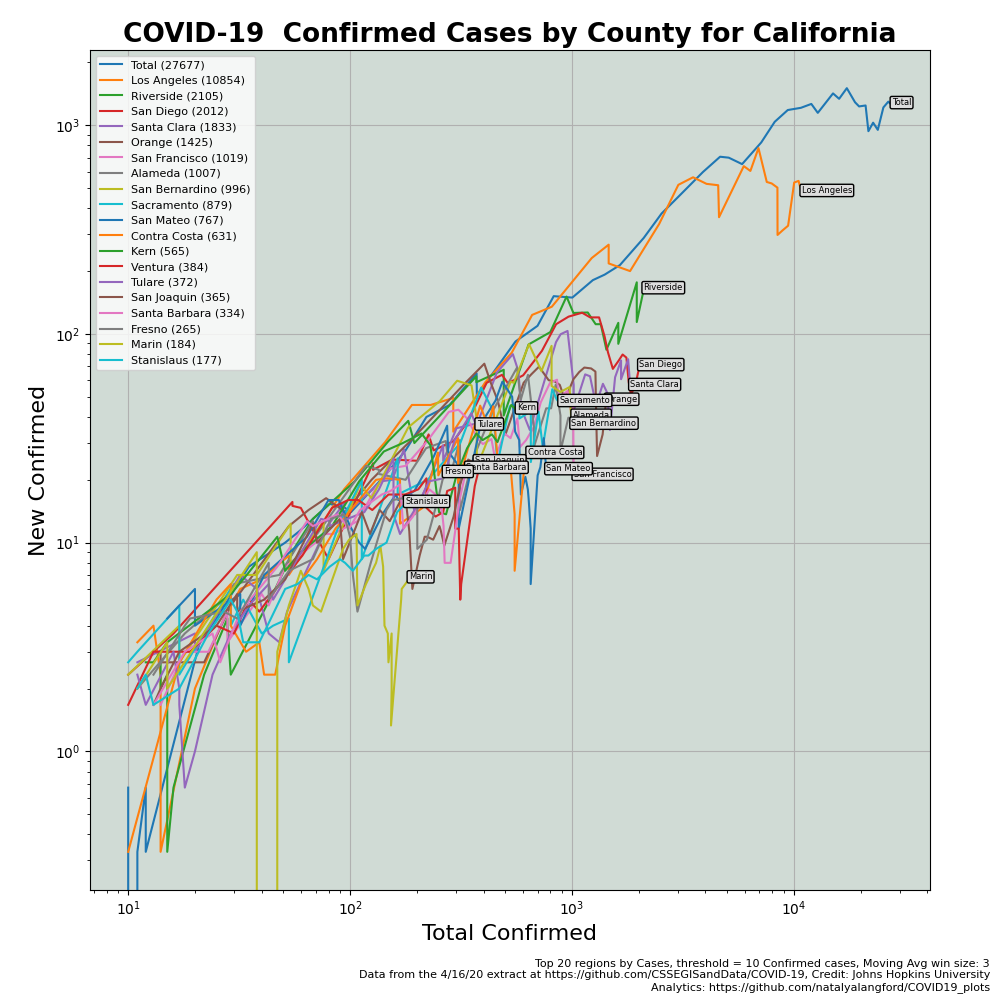 COVID-19  Confirmed Cases by County for California
Total (27677)
Los Angeles (10854)
Riverside (2105)
San Diego (2012)
Santa Clara (1833)
Orange (1425)
San Francisco (1019)
Alameda (1007)
San Bernardino (996)
Sacramento (879)
San Mateo (767)
Contra Costa (631)
Kern (565)
Ventura (384)
Tulare (372)
San Joaquin (365)
Santa Barbara (334)
Fresno (265)
Marin (184)
Stanislaus (177)
Total
Los Angeles
Riverside
San Diego
Santa Clara
Sacramento
Kern
Alameda
San Bernardino
Tulare
Contra Costa
San Joaquin
Santa Barbara
San Mateo
San Francisco
Fresno
Stanislaus
Marin
10³
10²
10¹
10⁰
New Confirmed
10¹
10²
10³
10⁴
Total Confirmed
Top 20 regions by Cases, threshold = 10 Confirmed cases, Moving Avg win size: 3
Data from the 4/16/20 extract at https://github.com/CSSEGISandData/COVID-19, Credit: Johns Hopkins University
Analytics: https://github.com/natalyalangford/COVID19_plots